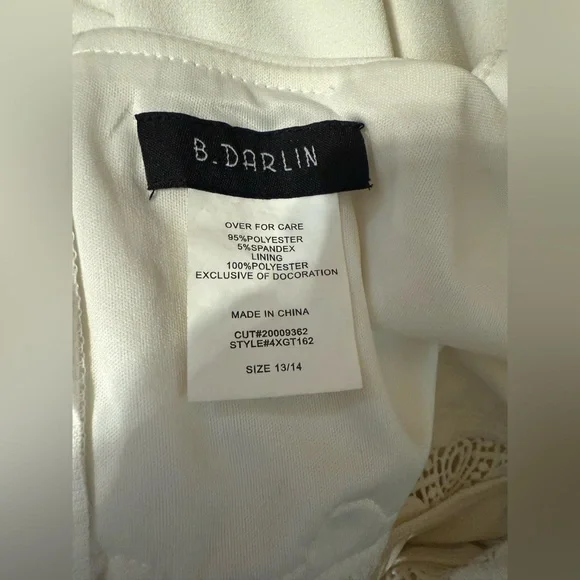 B. DARLIN
OVER FOR CARE
95%POLYESTER
5%SPANDEX
LINING
100%POLYESTER
EXCLUSIVE OF DOCORATION
MADE IN CHINA
CUT#20009362
STYLE#4XGT162
SIZE 13/14